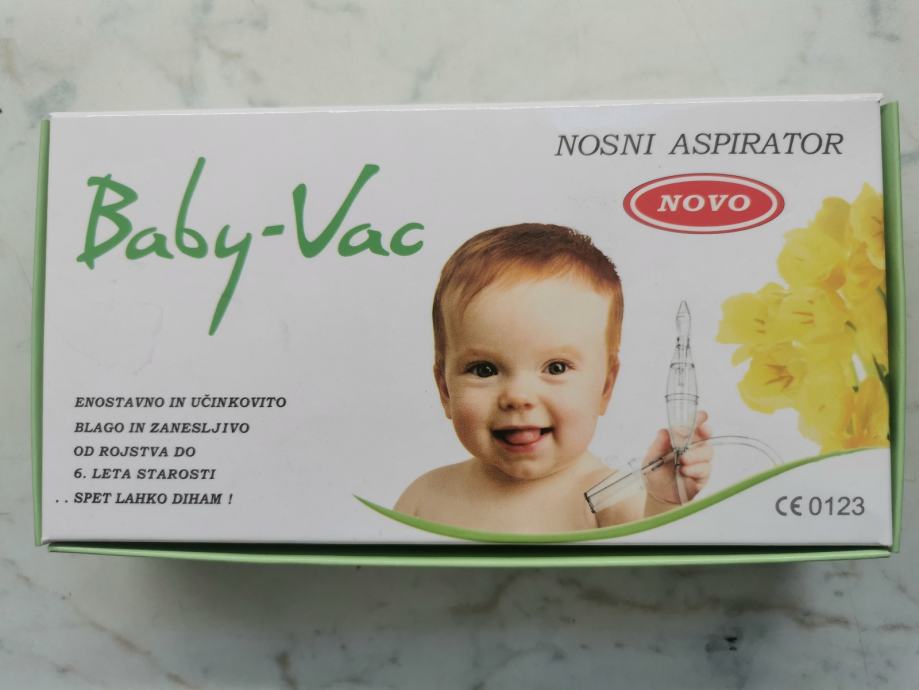 NOSNI ASPIRATOR
NOVO
Baby-Vac
ENOSTAVNO IN UČINKOVITO
BLAGO IN ZANESLJIVO
OD ROJSTVA DO
6. LETA STAROSTI
. . SPET LAHKO DIHAM !
CE 0123